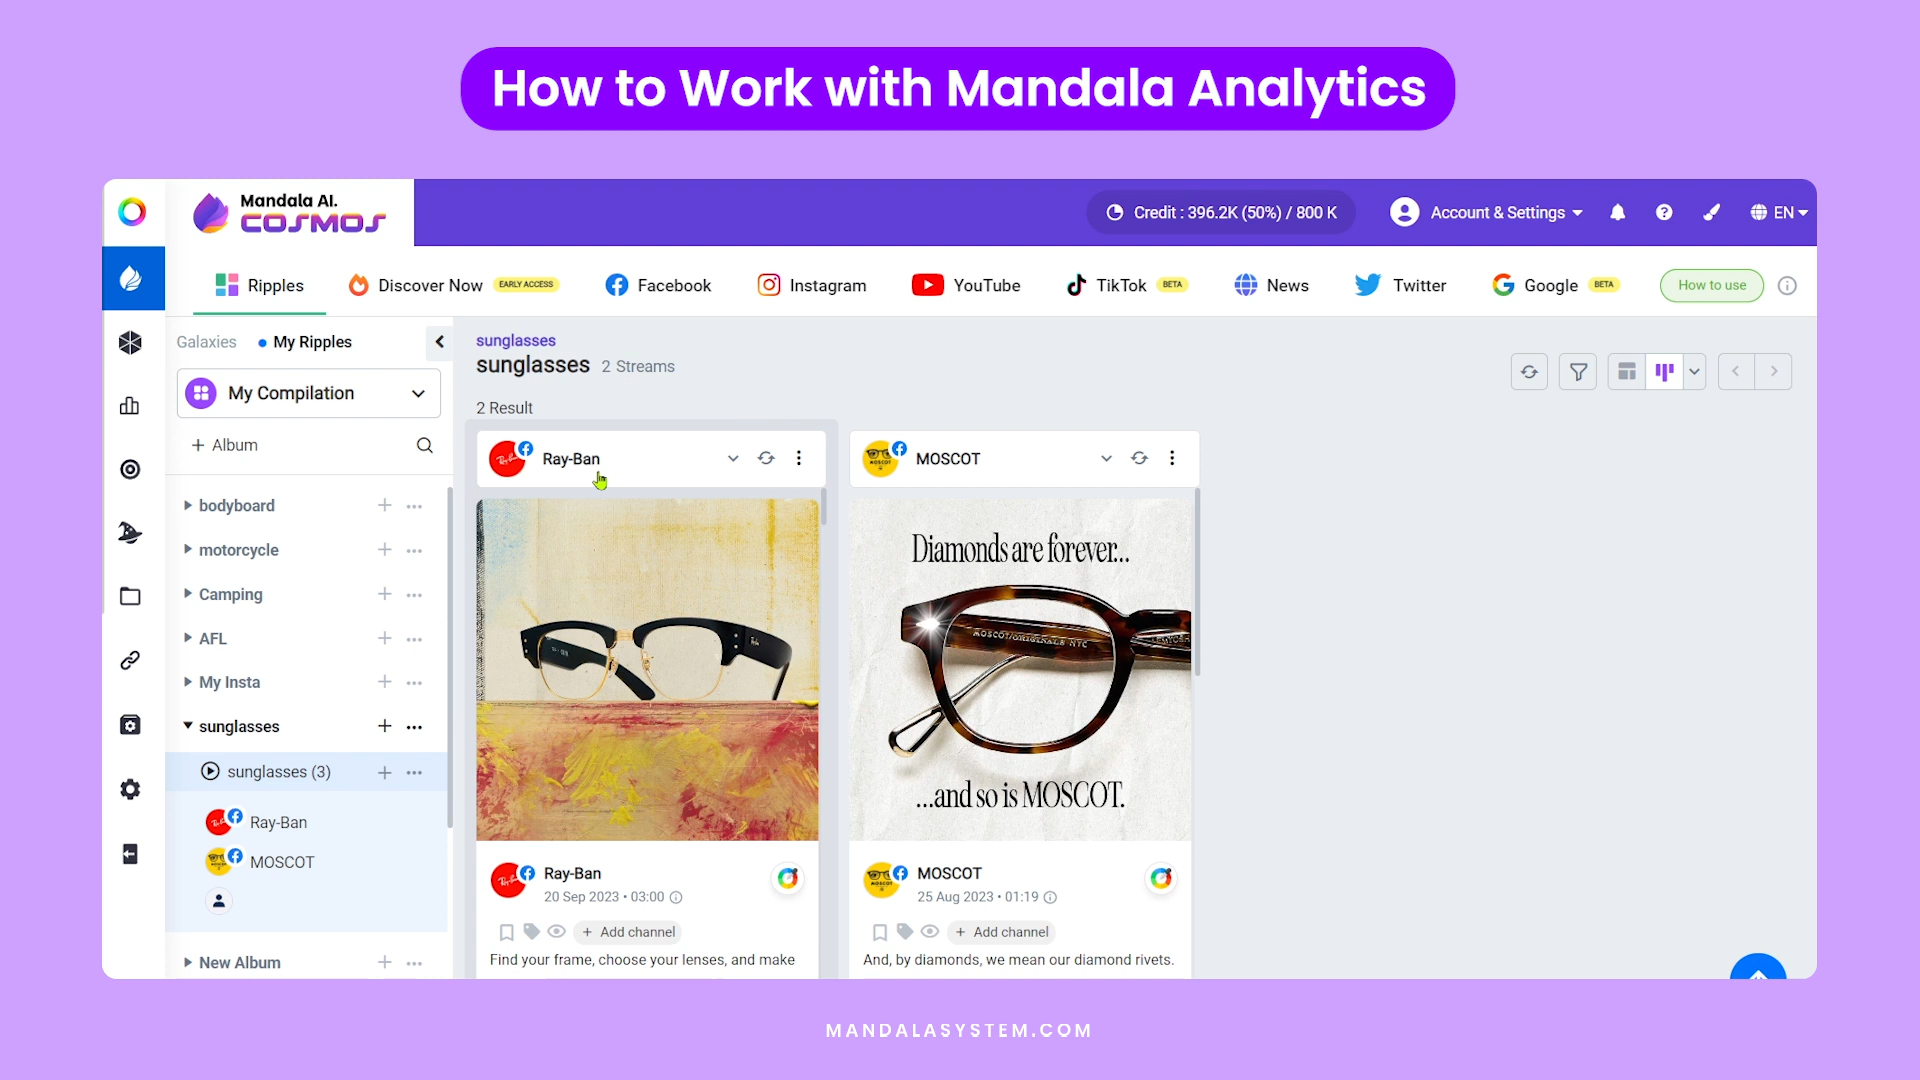 How to Work with Mandala Analytics
Mandala AI.
COSMOS
Credit : 396.2K (50%) / 800 K
Account & Settings
EN
Ripples
Discover Now EARLY ACCESS
Facebook
Instagram
YouTube
TikTok BETA
News
Twitter
Google BETA
How to use
Galaxies
My Ripples
My Compilation
+ Album
bodyboard
motorcycle
Camping
AFL
My Insta
sunglasses
sunglasses (3)
Ray-Ban
MOSCOT
New Album
sunglasses
sunglasses 2 Streams
2 Result
Ray-Ban
Ray-Ban
20 Sep 2023 • 03:00
+ Add channel
Find your frame, choose your lenses, and make
MOSCOT
Diamonds are forever...
MOSCOT/ORIGINALS NYC
...and so is MOSCOT.
MOSCOT
25 Aug 2023 • 01:19
+ Add channel
And, by diamonds, we mean our diamond rivets.
MANDALASYSTEM.COM